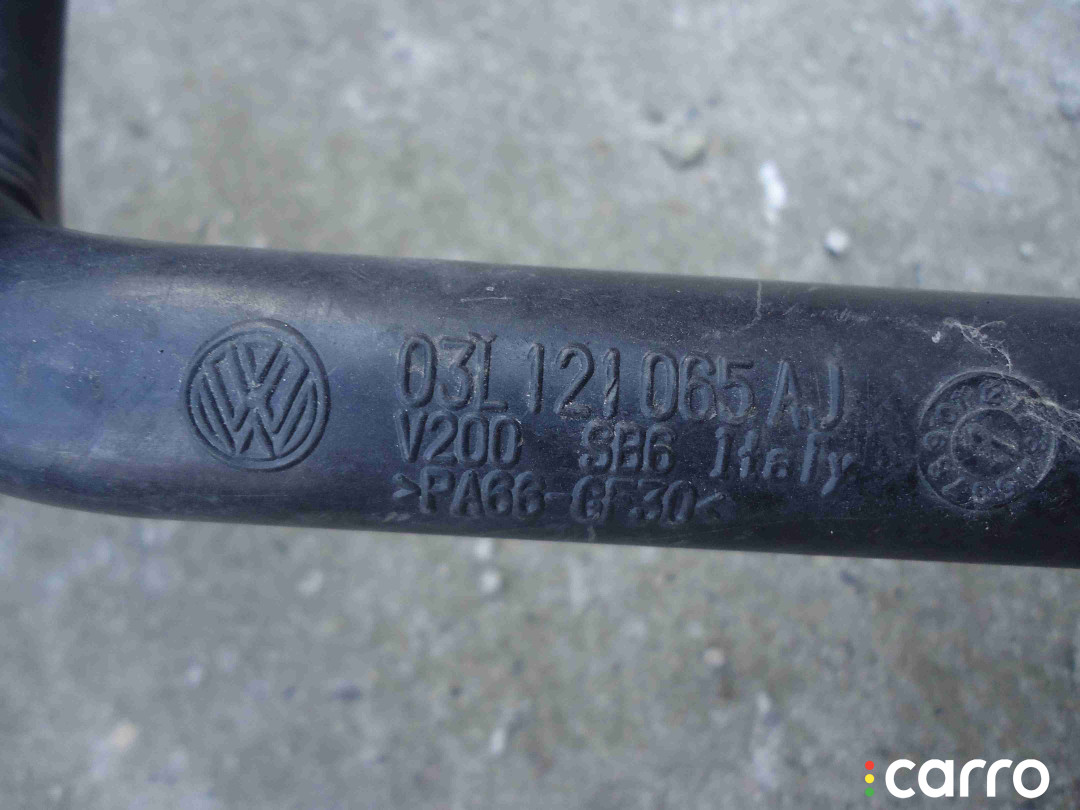 03L 121 065 AJ
V200 SB6 Italy
>PA66-GF30<
carro